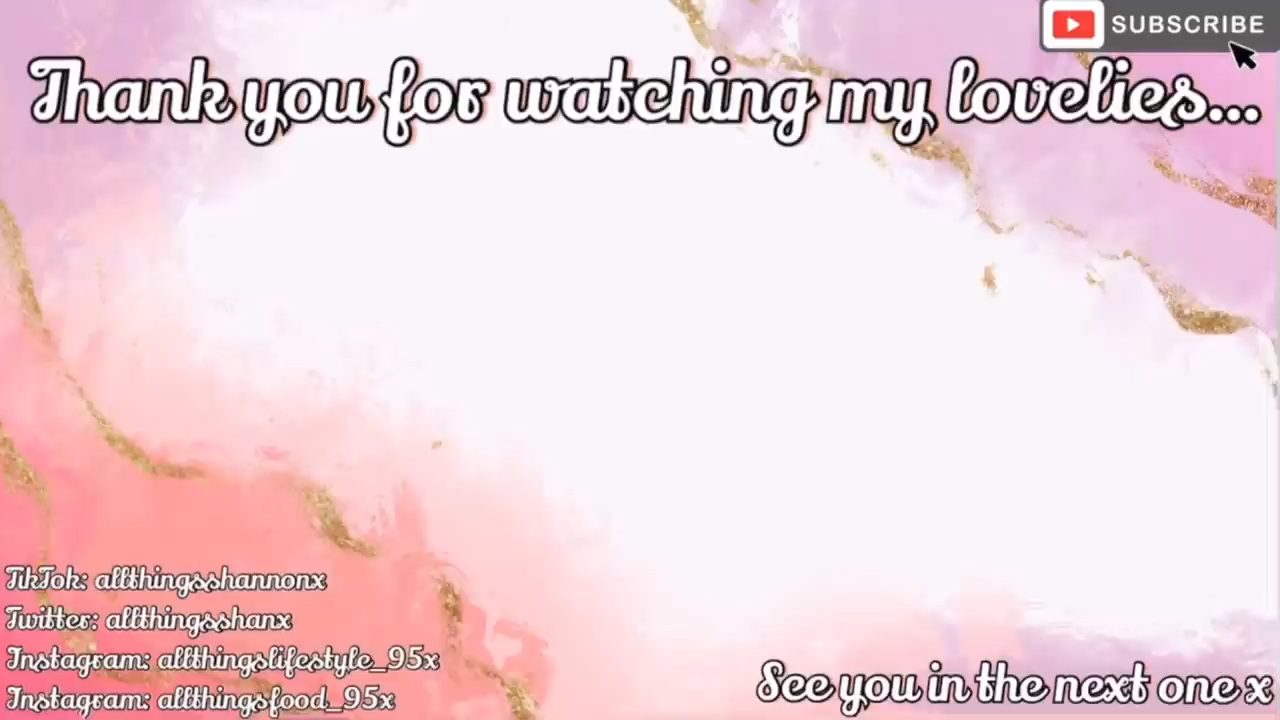 SUBSCRIBE
Thank you for watching my lovelies...
TikTok: allthingsshannonx
Twitter: allthingsshanx
Instagram: allthingslifestyle_95x
Instagram: allthingsfood_95x
See you in the next one x